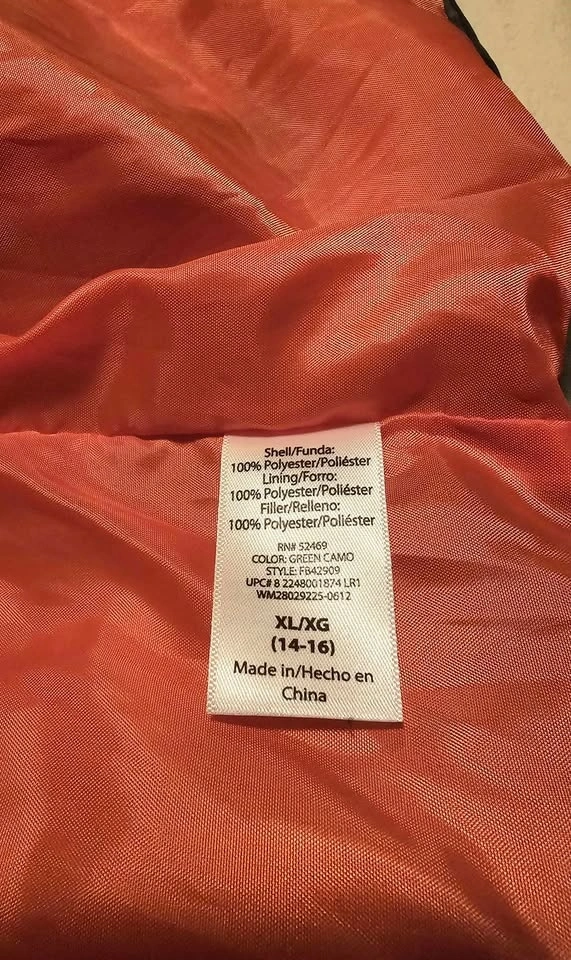 Shell/Funda:
100% Polyester/Poliéster
Lining/Forro:
100% Polyester/Poliéster
Filler/Relleno:
100% Polyester/Poliéster
RN# 52469
COLOR: GREEN CAMO
STYLE: FB42909
UPC# 8 2248001874 LR1
WM28029225-0612
XL/XG
(14-16)
Made in/Hecho en
China